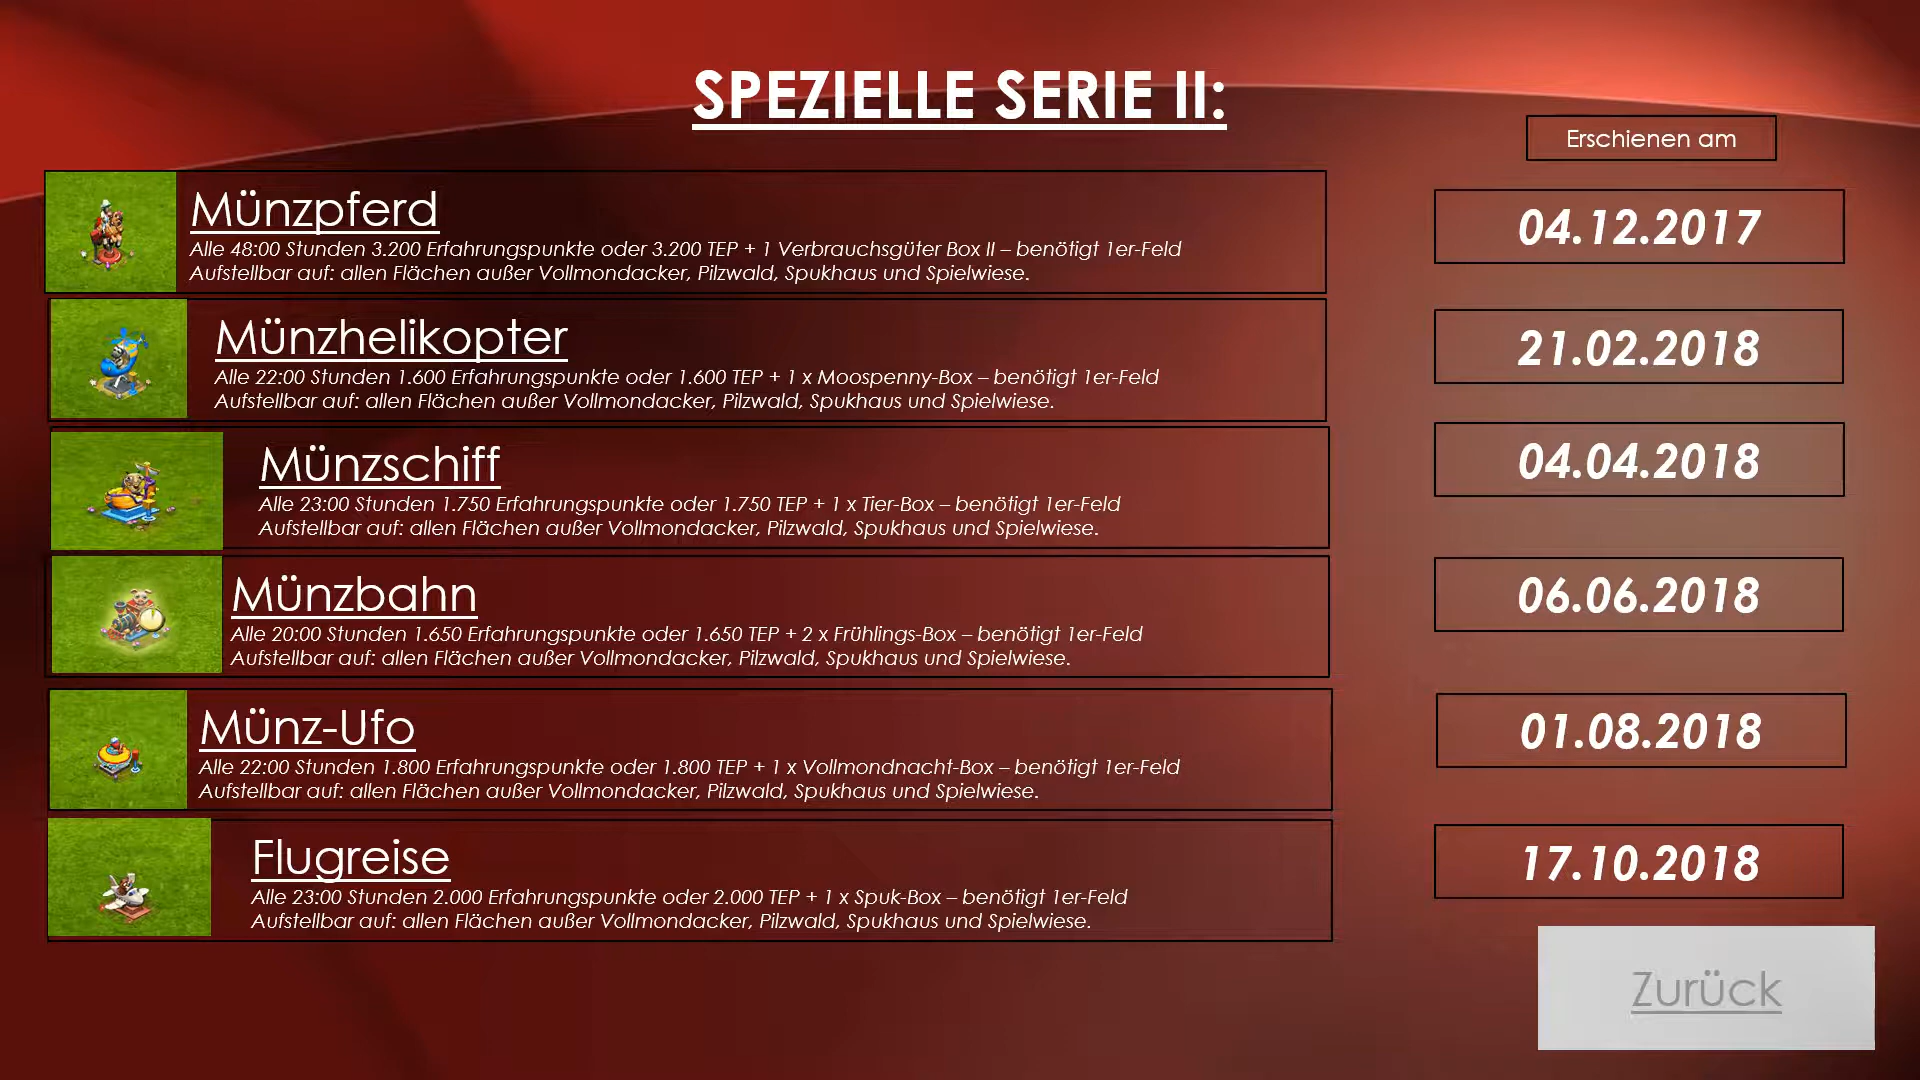 SPEZIELLE SERIE II:
Erschienen am
Münzpferd
Alle 48:00 Stunden 3.200 Erfahrungspunkte oder 3.200 TEP + 1 Verbrauchsgüter Box II – benötigt 1er-Feld
Aufstellbar auf: allen Flächen außer Vollmondacker, Pilzwald, Spukhaus und Spielwiese.
04.12.2017
Münzhelikopter
Alle 22:00 Stunden 1.600 Erfahrungspunkte oder 1.600 TEP + 1 x Moospenny-Box – benötigt 1er-Feld
Aufstellbar auf: allen Flächen außer Vollmondacker, Pilzwald, Spukhaus und Spielwiese.
21.02.2018
Münzschiff
Alle 23:00 Stunden 1.750 Erfahrungspunkte oder 1.750 TEP + 1 x Tier-Box – benötigt 1er-Feld
Aufstellbar auf: allen Flächen außer Vollmondacker, Pilzwald, Spukhaus und Spielwiese.
04.04.2018
Münzbahn
Alle 20:00 Stunden 1.650 Erfahrungspunkte oder 1.650 TEP + 2 x Frühlings-Box – benötigt 1er-Feld
Aufstellbar auf: allen Flächen außer Vollmondacker, Pilzwald, Spukhaus und Spielwiese.
06.06.2018
Münz-Ufo
Alle 22:00 Stunden 1.800 Erfahrungspunkte oder 1.800 TEP + 1 x Vollmondnacht-Box – benötigt 1er-Feld
Aufstellbar auf: allen Flächen außer Vollmondacker, Pilzwald, Spukhaus und Spielwiese.
01.08.2018
Flugreise
Alle 23:00 Stunden 2.000 Erfahrungspunkte oder 2.000 TEP + 1 x Spuk-Box – benötigt 1er-Feld
Aufstellbar auf: allen Flächen außer Vollmondacker, Pilzwald, Spukhaus und Spielwiese.
17.10.2018
Zurück